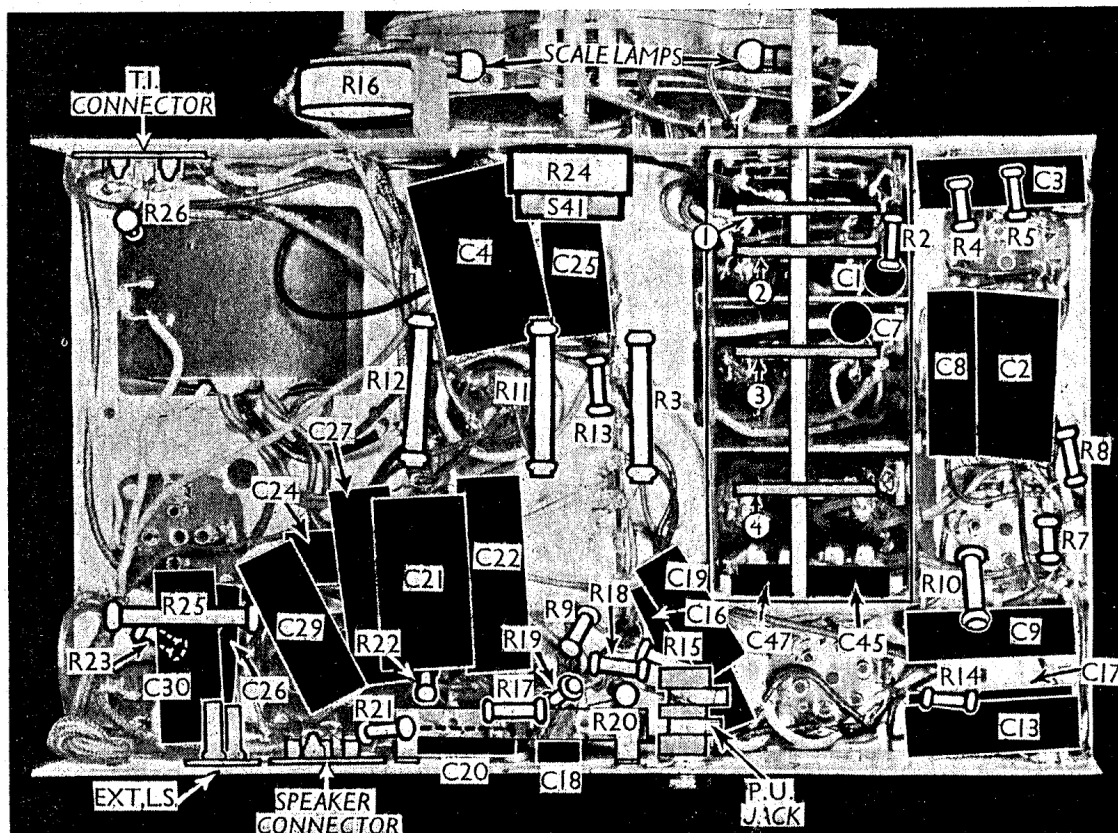 SCALE LAMPS
R16
T.I.
CONNECTOR
R24
S41
C3
R26
R2
R4
R5
1
C4
C25
C1
2
C7
R12
R11
R13
R3
3
C8
C2
R8
C27
C24
4
R7
C21
C22
C19
R10
R25
C29
R9
R18
C16
C47
C45
C9
R23
R22
R19
R15
C30
C26
R17
R14
C17
R21
R20
C13
C20
C18
EXT,L.S.
SPEAKER
CONNECTOR
P.U.
JACK